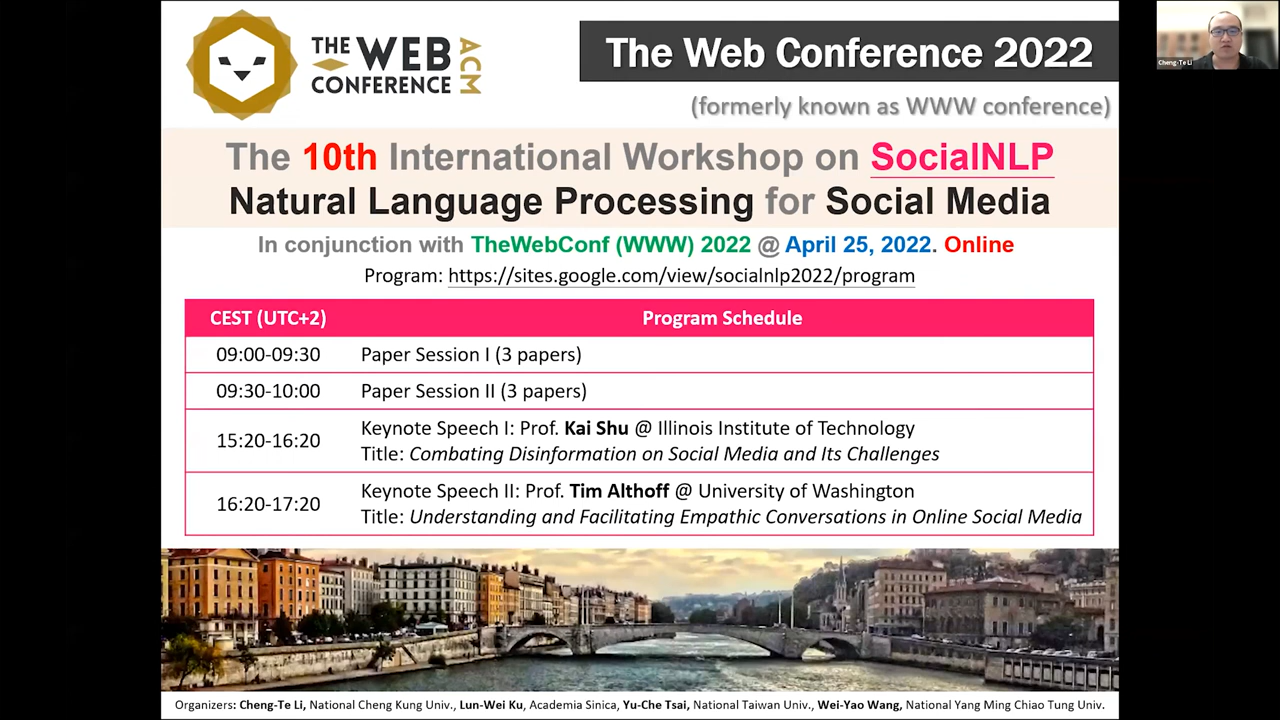 THE WEB CONFERENCE ACM
The Web Conference 2022
(formerly known as WWW conference)
Cheng-Te Li
The 10th International Workshop on SocialNLP
Natural Language Processing for Social Media
In conjunction with TheWebConf (WWW) 2022 @ April 25, 2022. Online
Program: https://sites.google.com/view/socialnlp2022/program
CEST (UTC+2) Program Schedule
09:00-09:30 Paper Session I (3 papers)
09:30-10:00 Paper Session II (3 papers)
15:20-16:20 Keynote Speech I: Prof. Kai Shu @ Illinois Institute of Technology
Title: Combating Disinformation on Social Media and Its Challenges
16:20-17:20 Keynote Speech II: Prof. Tim Althoff @ University of Washington
Title: Understanding and Facilitating Empathic Conversations in Online Social Media
Organizers: Cheng-Te Li, National Cheng Kung Univ., Lun-Wei Ku, Academia Sinica, Yu-Che Tsai, National Taiwan Univ., Wei-Yao Wang, National Yang Ming Chiao Tung Univ.